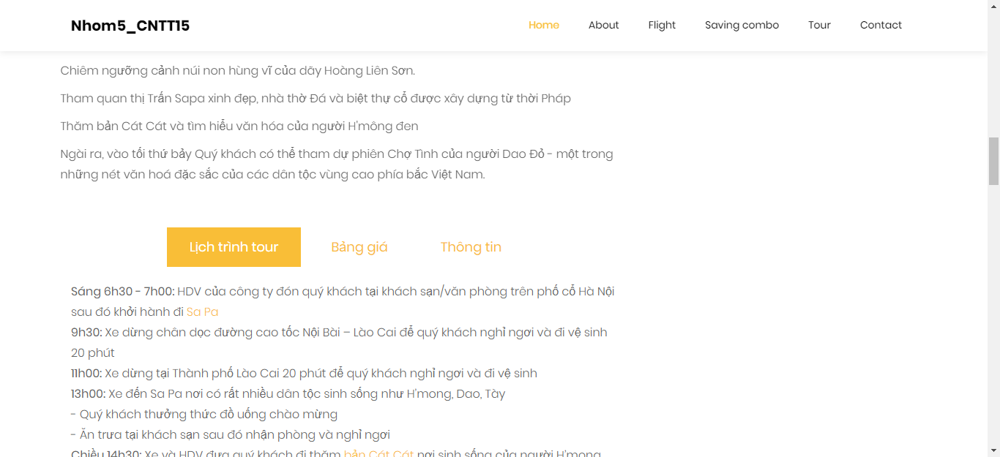 Nhom5_CNTT15
Home About Flight Saving combo Tour Contact
Chiêm ngưỡng cảnh núi non hùng vĩ của dãy Hoàng Liên Sơn.
Tham quan thị Trấn Sapa xinh đẹp, nhà thờ Đá và biệt thự cổ được xây dựng từ thời Pháp
Thăm bản Cát Cát và tìm hiểu văn hóa của người H'mông đen
Ngài ra, vào tối thứ bảy Quý khách có thể tham dự phiên Chợ Tình của người Dao Đỏ - một trong
những nét văn hoá đặc sắc của các dân tộc vùng cao phía bắc Việt Nam.
Lịch trình tour Bảng giá Thông tin
Sáng 6h30 - 7h00: HDV của công ty đón quý khách tại khách sạn/văn phòng trên phố cổ Hà Nội
sau đó khởi hành đi Sa Pa
9h30: Xe dừng chân dọc đường cao tốc Nội Bài – Lào Cai để quý khách nghỉ ngơi và đi vệ sinh
20 phút
11h00: Xe dừng tại Thành phố Lào Cai 20 phút để quý khách nghỉ ngơi và đi vệ sinh
13h00: Xe đến Sa Pa nơi có rất nhiều dân tộc sinh sống như H’mong, Dao, Tày
- Quý khách thưởng thức đồ uống chào mừng
- Ăn trưa tại khách sạn sau đó nhận phòng và nghỉ ngơi
Chiều 14h30: Xe và HDV đưa quý khách đi thăm bản Cát Cát nơi sinh sống của người H’mong